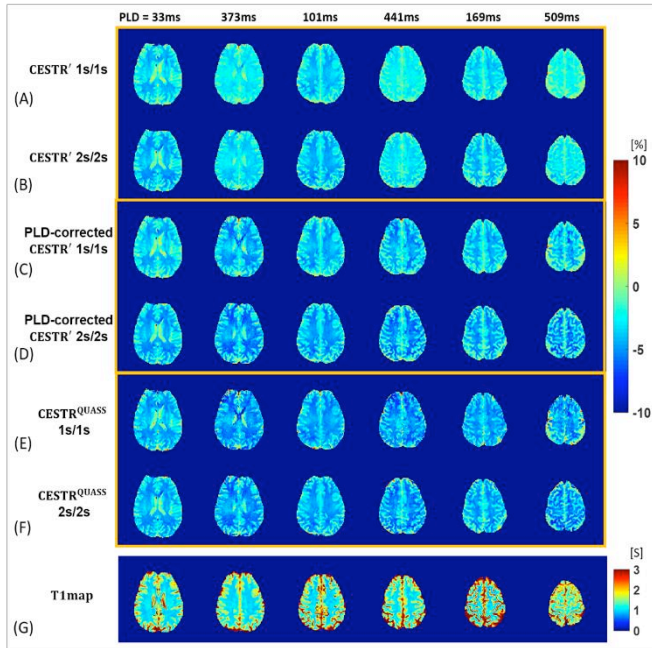 PLD = 33ms 373ms 101ms 441ms 169ms 509ms
CESTR′ 1s/1s
(A)
CESTR′ 2s/2s
(B)
PLD-corrected
CESTR′ 1s/1s
(C)
PLD-corrected
CESTR′ 2s/2s
(D)
CESTR^QUASS
1s/1s
(E)
CESTR^QUASS
2s/2s
(F)
T1map
(G)
[%]
10
5
0
-5
-10
[S]
3
2
1
0